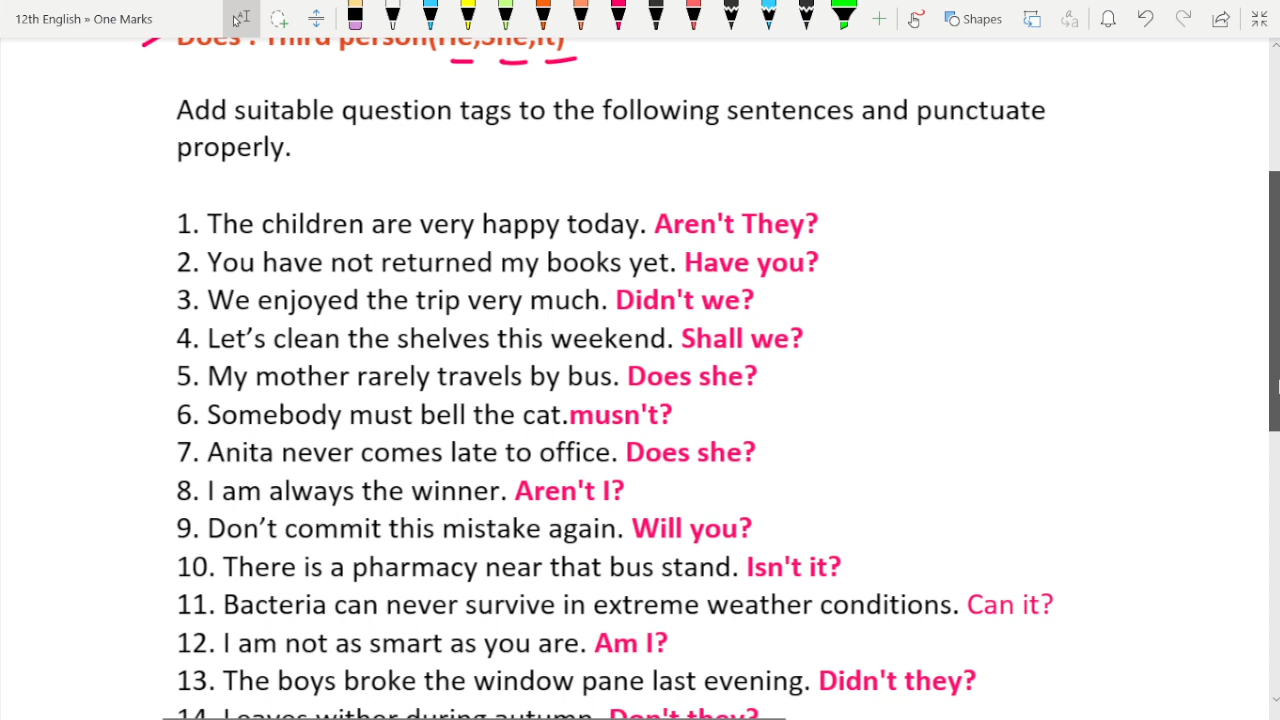 12th English » One Marks
Shapes
Does : Third person(He,She,It)
Add suitable question tags to the following sentences and punctuate
properly.
1. The children are very happy today. Aren't They?
2. You have not returned my books yet. Have you?
3. We enjoyed the trip very much. Didn't we?
4. Let’s clean the shelves this weekend. Shall we?
5. My mother rarely travels by bus. Does she?
6. Somebody must bell the cat.musn't?
7. Anita never comes late to office. Does she?
8. I am always the winner. Aren't I?
9. Don’t commit this mistake again. Will you?
10. There is a pharmacy near that bus stand. Isn't it?
11. Bacteria can never survive in extreme weather conditions. Can it?
12. I am not as smart as you are. Am I?
13. The boys broke the window pane last evening. Didn't they?
14. Leaves wither during autumn. Don't they?